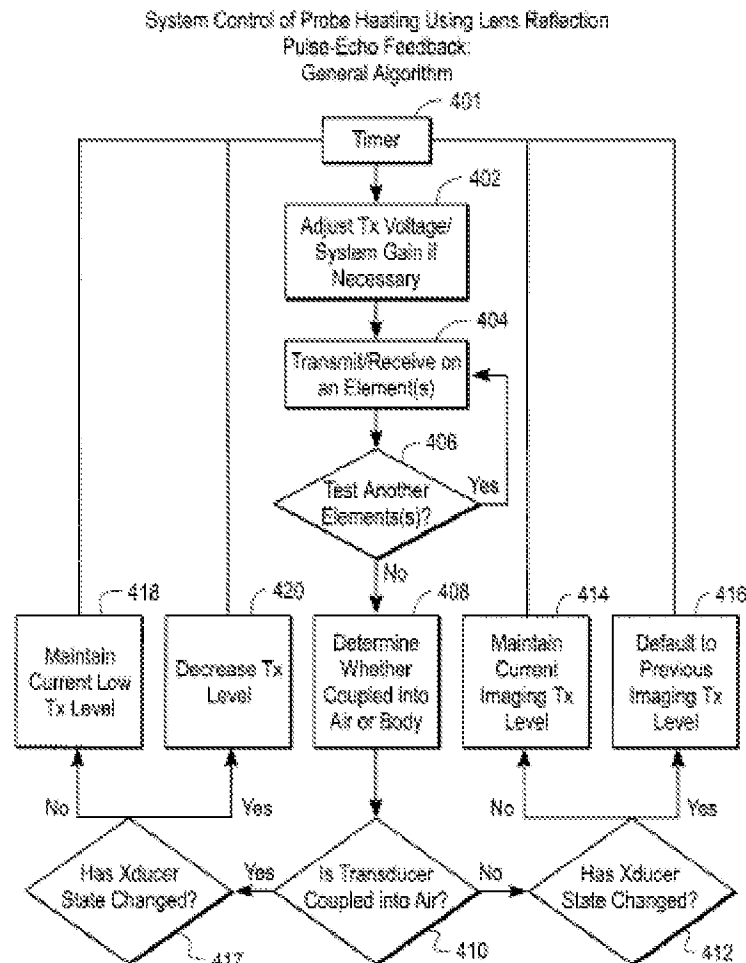 System Control of Probe Heating Using Lens Reflection
Pulse-Echo Feedback:
General Algorithm
401
Timer
402
Adjust Tx Voltage/
System Gain if
Necessary
404
Transmit/Receive on
an Element(s)
406
Test Another
Elements(s)?
Yes
No
418
Maintain
Current Low
Tx Level
420
Decrease Tx
Level
408
Determine
Whether
Coupled into
Air or Body
414
Maintain
Current
Imaging Tx
Level
416
Default to
Previous
Imaging Tx
Level
No
Yes
No
Yes
Has Xducer
State Changed?
417
Yes
Is Transducer
Coupled into Air?
410
No
Has Xducer
State Changed?
412